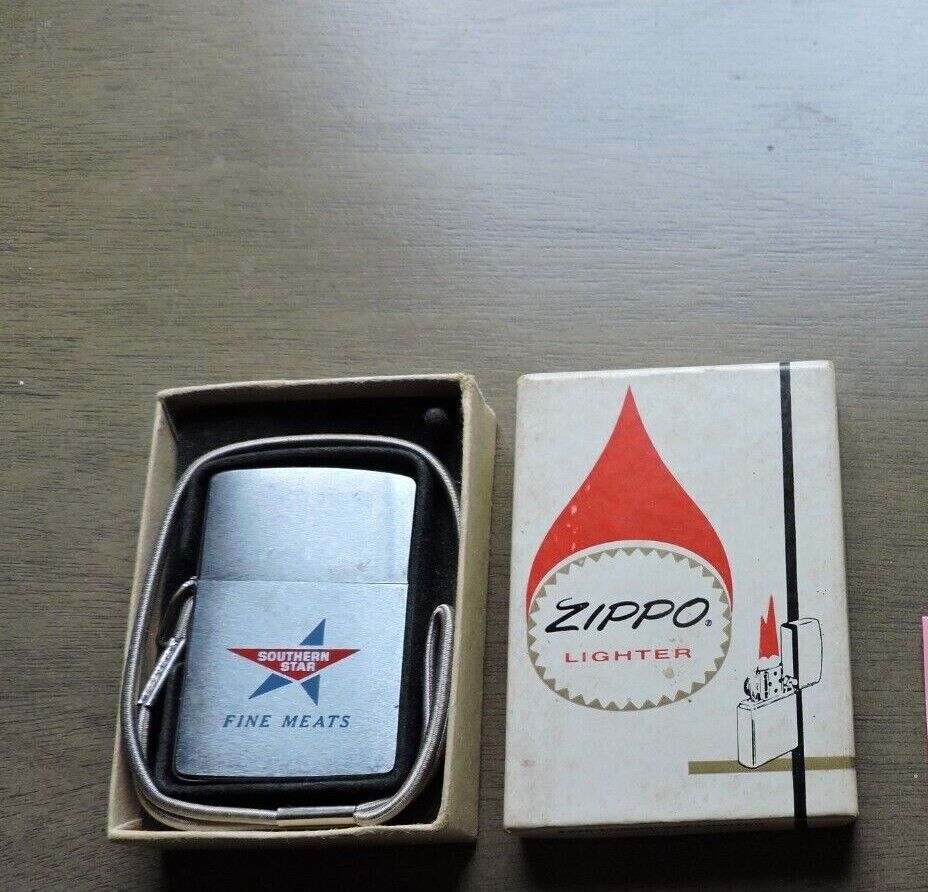 SOUTHERN
STAR
FINE MEATS
ZIPPO®
LIGHTER